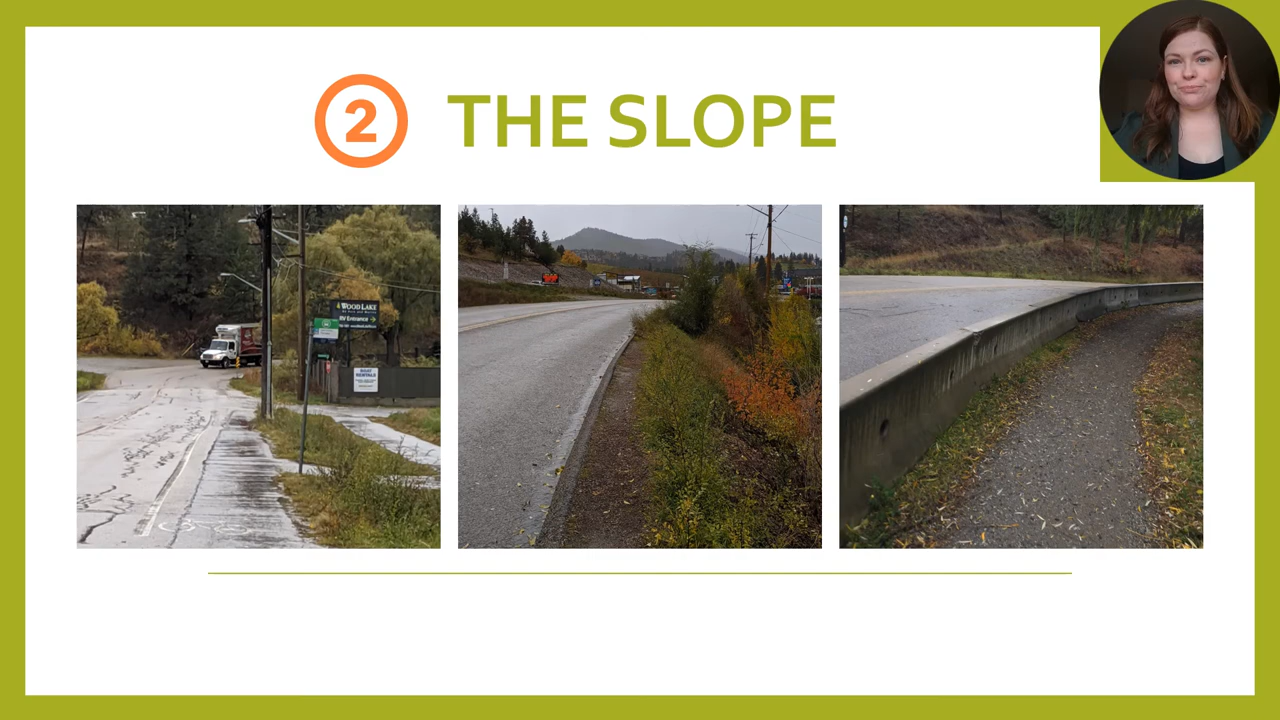 2 THE SLOPE
WOOD LAKE
RV Entrance
BOAT
RENTALS